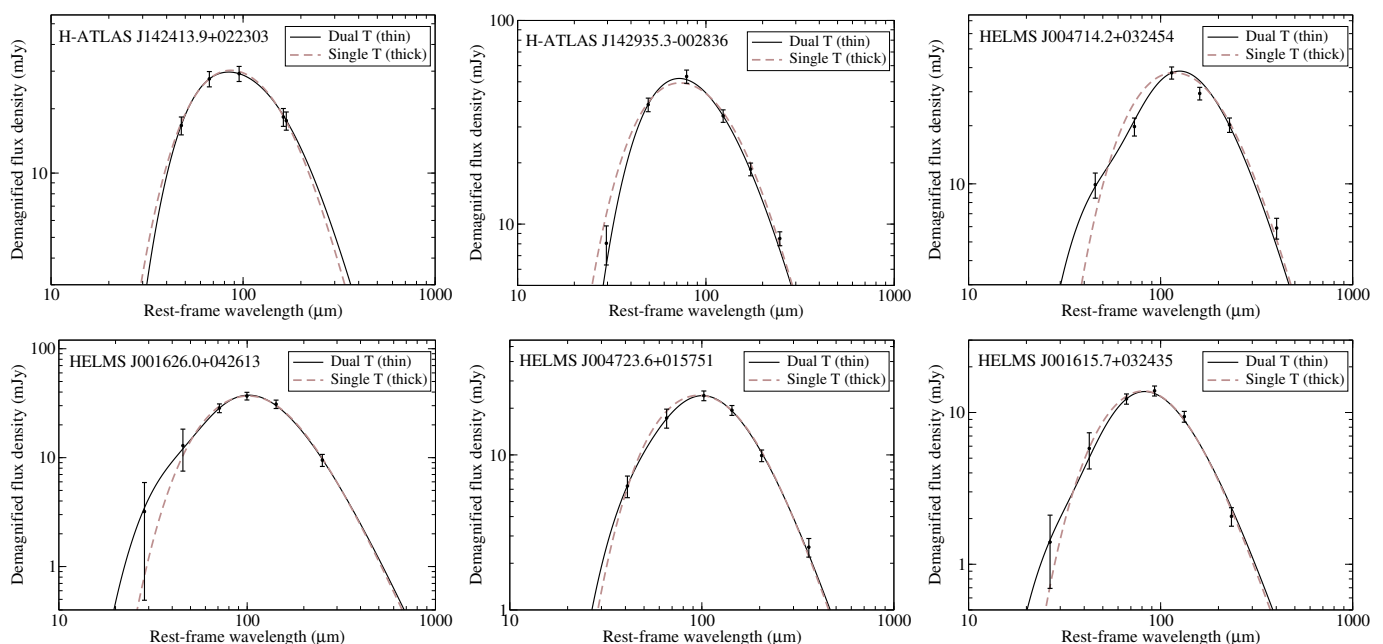 H-ATLAS J142413.9+022303
Dual T (thin)
Single T (thick)
Demagnified flux density (mJy)
10
10
100
1000
Rest-frame wavelength (μm)
H-ATLAS J142935.3-002836
Dual T (thin)
Single T (thick)
Demagnified flux density (mJy)
100
10
10
100
1000
Rest-frame wavelength (μm)
HELMS J004714.2+032454
Dual T (thin)
Single T (thick)
Demagnified flux density (mJy)
10
10
100
1000
Rest-frame wavelength (μm)
HELMS J001626.0+042613
Dual T (thin)
Single T (thick)
Demagnified flux density (mJy)
100
10
1
10
100
1000
Rest-frame wavelength (μm)
HELMS J004723.6+015751
Dual T (thin)
Single T (thick)
Demagnified flux density (mJy)
10
1
10
100
1000
Rest-frame wavelength (μm)
HELMS J001615.7+032435
Dual T (thin)
Single T (thick)
Demagnified flux density (mJy)
10
1
10
100
1000
Rest-frame wavelength (μm)